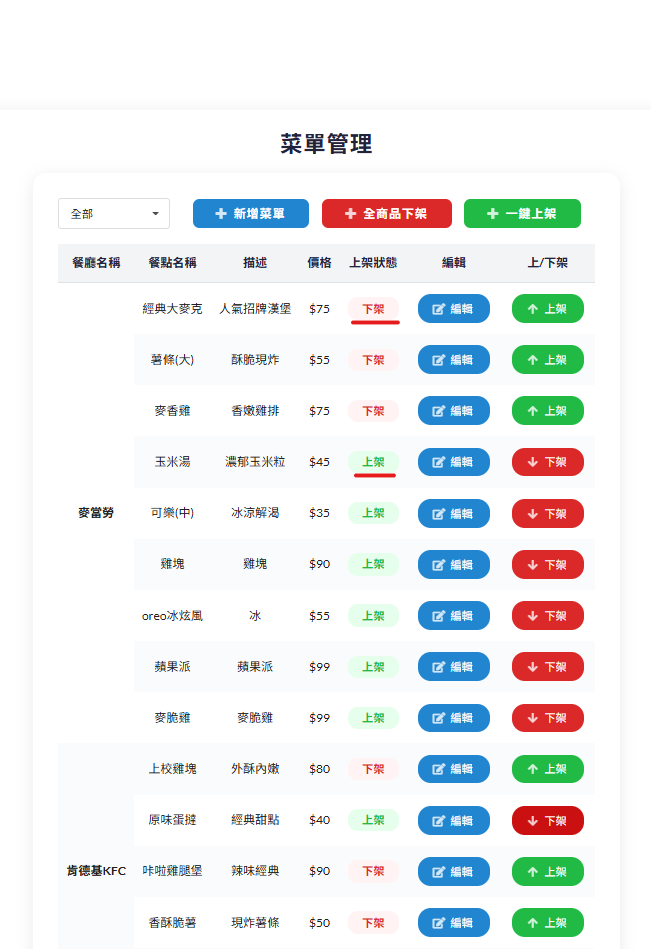 菜單管理
全部 新增菜單 全商品下架 一鍵上架
餐廳名稱 餐點名稱 描述 價格 上架狀態 編輯 上/下架
經典大麥克 人氣招牌漢堡 $75 下架 編輯 上架
薯條(大) 酥脆現炸 $55 下架 編輯 上架
麥香雞 香嫩雞排 $75 下架 編輯 上架
玉米湯 濃郁玉米粒 $45 上架 編輯 下架
麥當勞 可樂(中) 冰涼解渴 $35 上架 編輯 下架
雞塊 雞塊 $90 上架 編輯 下架
oreo冰炫風 冰 $55 上架 編輯 下架
蘋果派 蘋果派 $99 上架 編輯 下架
麥脆雞 麥脆雞 $99 上架 編輯 下架
上校雞塊 外酥內嫩 $80 下架 編輯 上架
原味蛋撻 經典甜點 $40 上架 編輯 下架
肯德基KFC 咔啦雞腿堡 辣味經典 $90 下架 編輯 上架
香酥脆薯 現炸薯條 $50 下架 編輯 上架